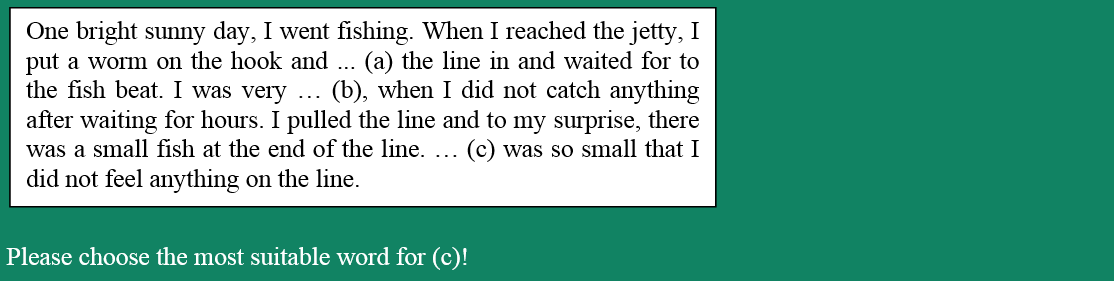 One bright sunny day, I went fishing. When I reached the jetty, I
put a worm on the hook and ... (a) the line in and waited for to
the fish beat. I was very … (b), when I did not catch anything
after waiting for hours. I pulled the line and to my surprise, there
was a small fish at the end of the line. … (c) was so small that I
did not feel anything on the line.
Please choose the most suitable word for (c)!